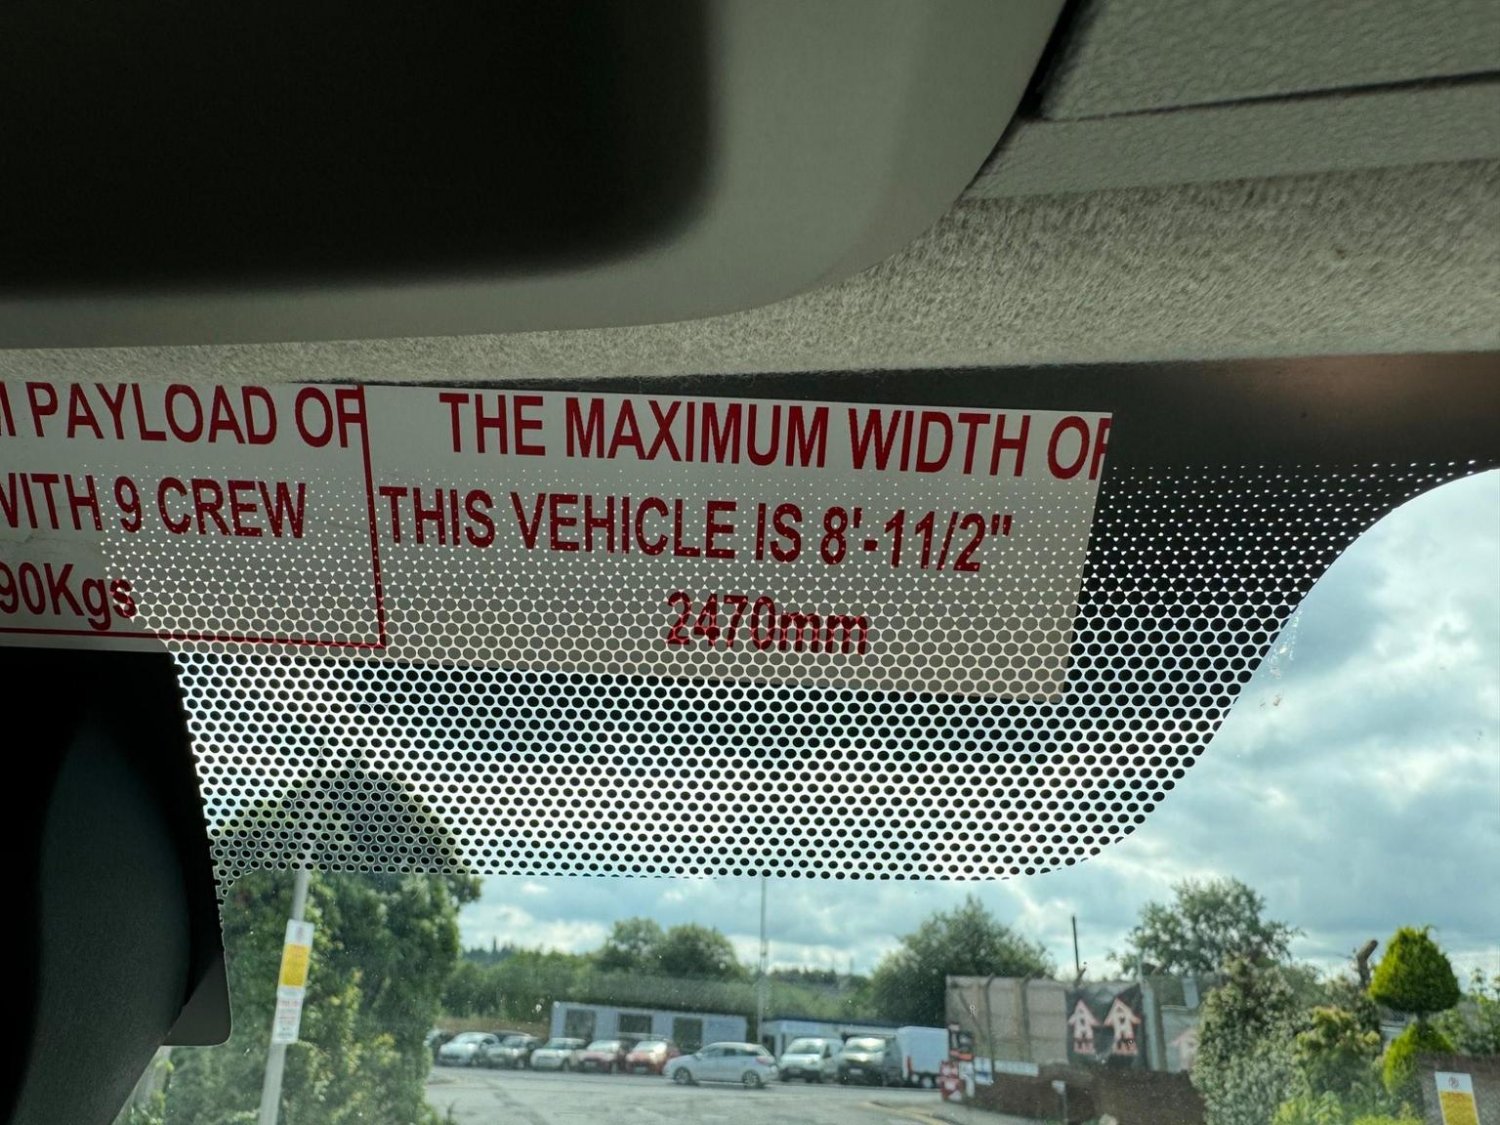 PAYLOAD OF
WITH 9 CREW
90Kgs
THE MAXIMUM WIDTH OF
THIS VEHICLE IS 8'-11/2"
2470mm